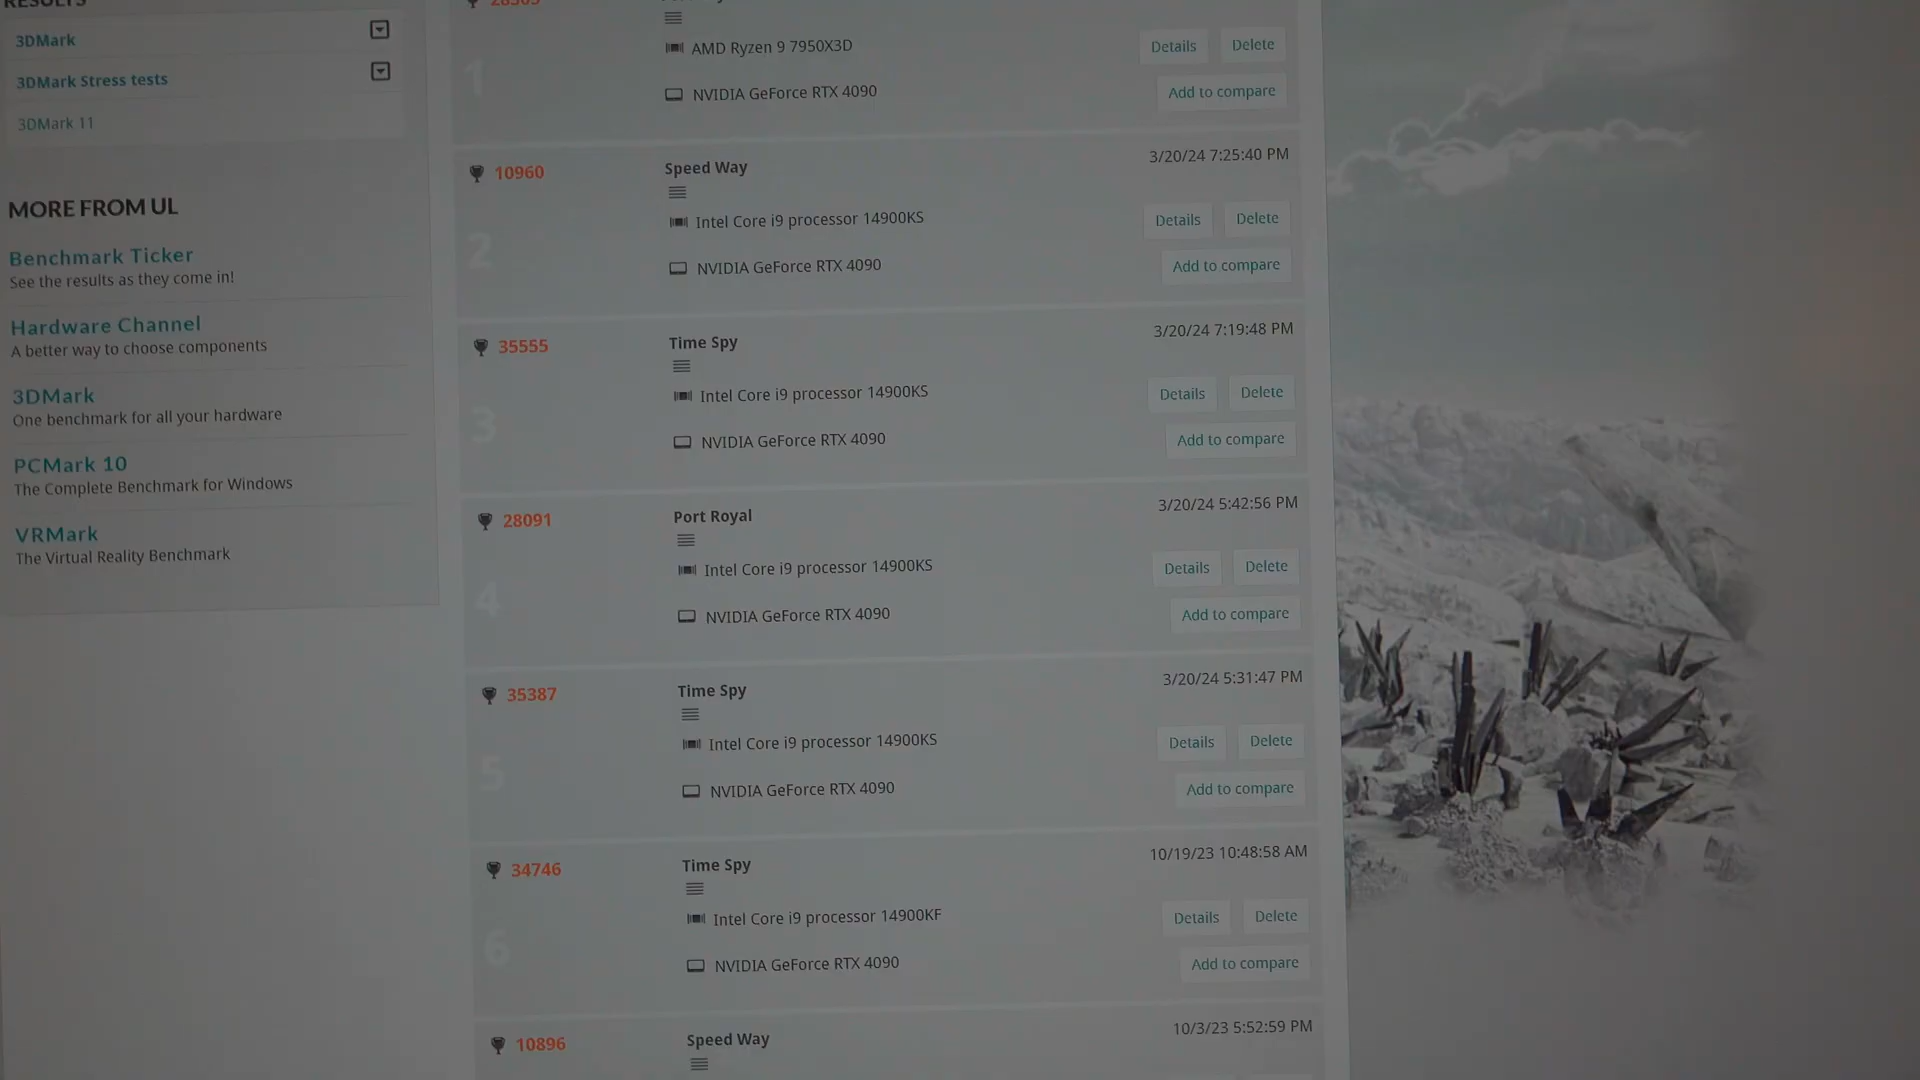 RESULTS
3DMark
3DMark Stress tests
3DMark 11
MORE FROM UL
Benchmark Ticker
See the results as they come in!
Hardware Channel
A better way to choose components
3DMark
One benchmark for all your hardware
PCMark 10
The Complete Benchmark for Windows
VRMark
The Virtual Reality Benchmark
1
AMD Ryzen 9 7950X3D
Details
Delete
NVIDIA GeForce RTX 4090
Add to compare
10960
Speed Way
3/20/24 7:25:40 PM
2
Intel Core i9 processor 14900KS
Details
Delete
NVIDIA GeForce RTX 4090
Add to compare
35555
Time Spy
3/20/24 7:19:48 PM
3
Intel Core i9 processor 14900KS
Details
Delete
NVIDIA GeForce RTX 4090
Add to compare
28091
Port Royal
3/20/24 5:42:56 PM
4
Intel Core i9 processor 14900KS
Details
Delete
NVIDIA GeForce RTX 4090
Add to compare
35387
Time Spy
3/20/24 5:31:47 PM
5
Intel Core i9 processor 14900KS
Details
Delete
NVIDIA GeForce RTX 4090
Add to compare
34746
Time Spy
10/19/23 10:48:58 AM
6
Intel Core i9 processor 14900KF
Details
Delete
NVIDIA GeForce RTX 4090
Add to compare
10896
Speed Way
10/3/23 5:52:59 PM